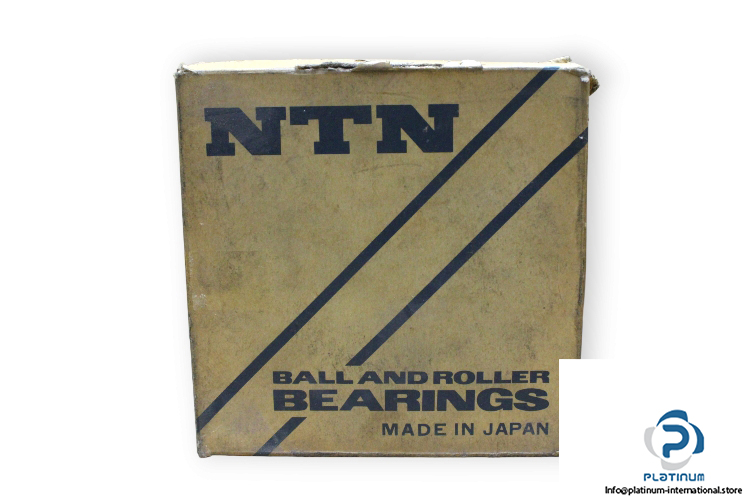 NTN
BALL AND ROLLER
BEARINGS
MADE IN JAPAN
PLATINUM
Info@platinum-international.store